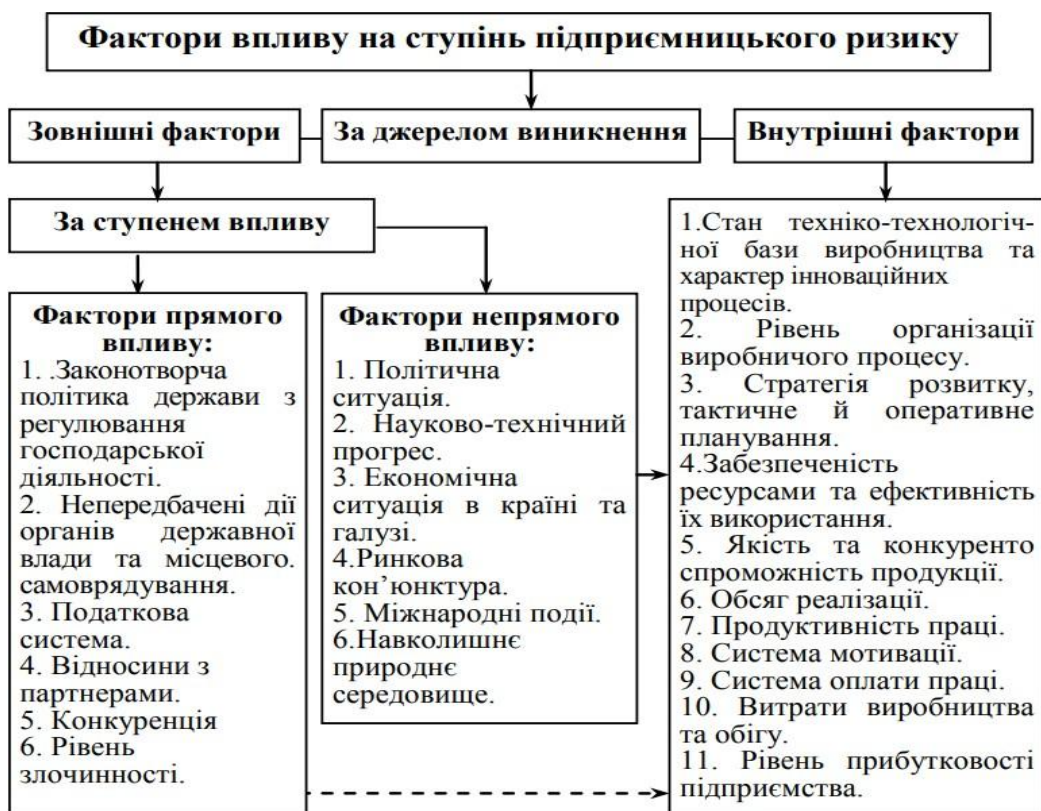 Фактори впливу на ступінь підприємницького ризику
Зовнішні фактори
За джерелом виникнення
Внутрішні фактори
За ступенем впливу
Фактори прямого
впливу:
1. .Законотворча
політика держави з
регулювання
господарської
діяльності.
2. Непередбачені дії
органів державної
влади та місцевого.
самоврядування.
3. Податкова
система.
4. Відносини з
партнерами.
5. Конкуренція
6. Рівень
злочинності.
Фактори непрямого
впливу:
1. Політична
ситуація.
2. Науково-технічний
прогрес.
3. Економічна
ситуація в країні та
галузі.
4.Ринкова
кон’юнктура.
5. Міжнародні події.
6.Навколишнє
природнє
середовище.
1.Стан техніко-технологіч-
ної бази виробництва та
характер інноваційних
процесів.
2. Рівень організації
виробничого процесу.
3. Стратегія розвитку,
тактичне й оперативне
планування.
4.Забезпеченість
ресурсами та ефективність
їх використання.
5. Якість та конкуренто
спроможність продукції.
6. Обсяг реалізації.
7. Продуктивність праці.
8. Система мотивації.
9. Система оплати праці.
10. Витрати виробництва
та обігу.
11. Рівень прибутковості
підприємства.